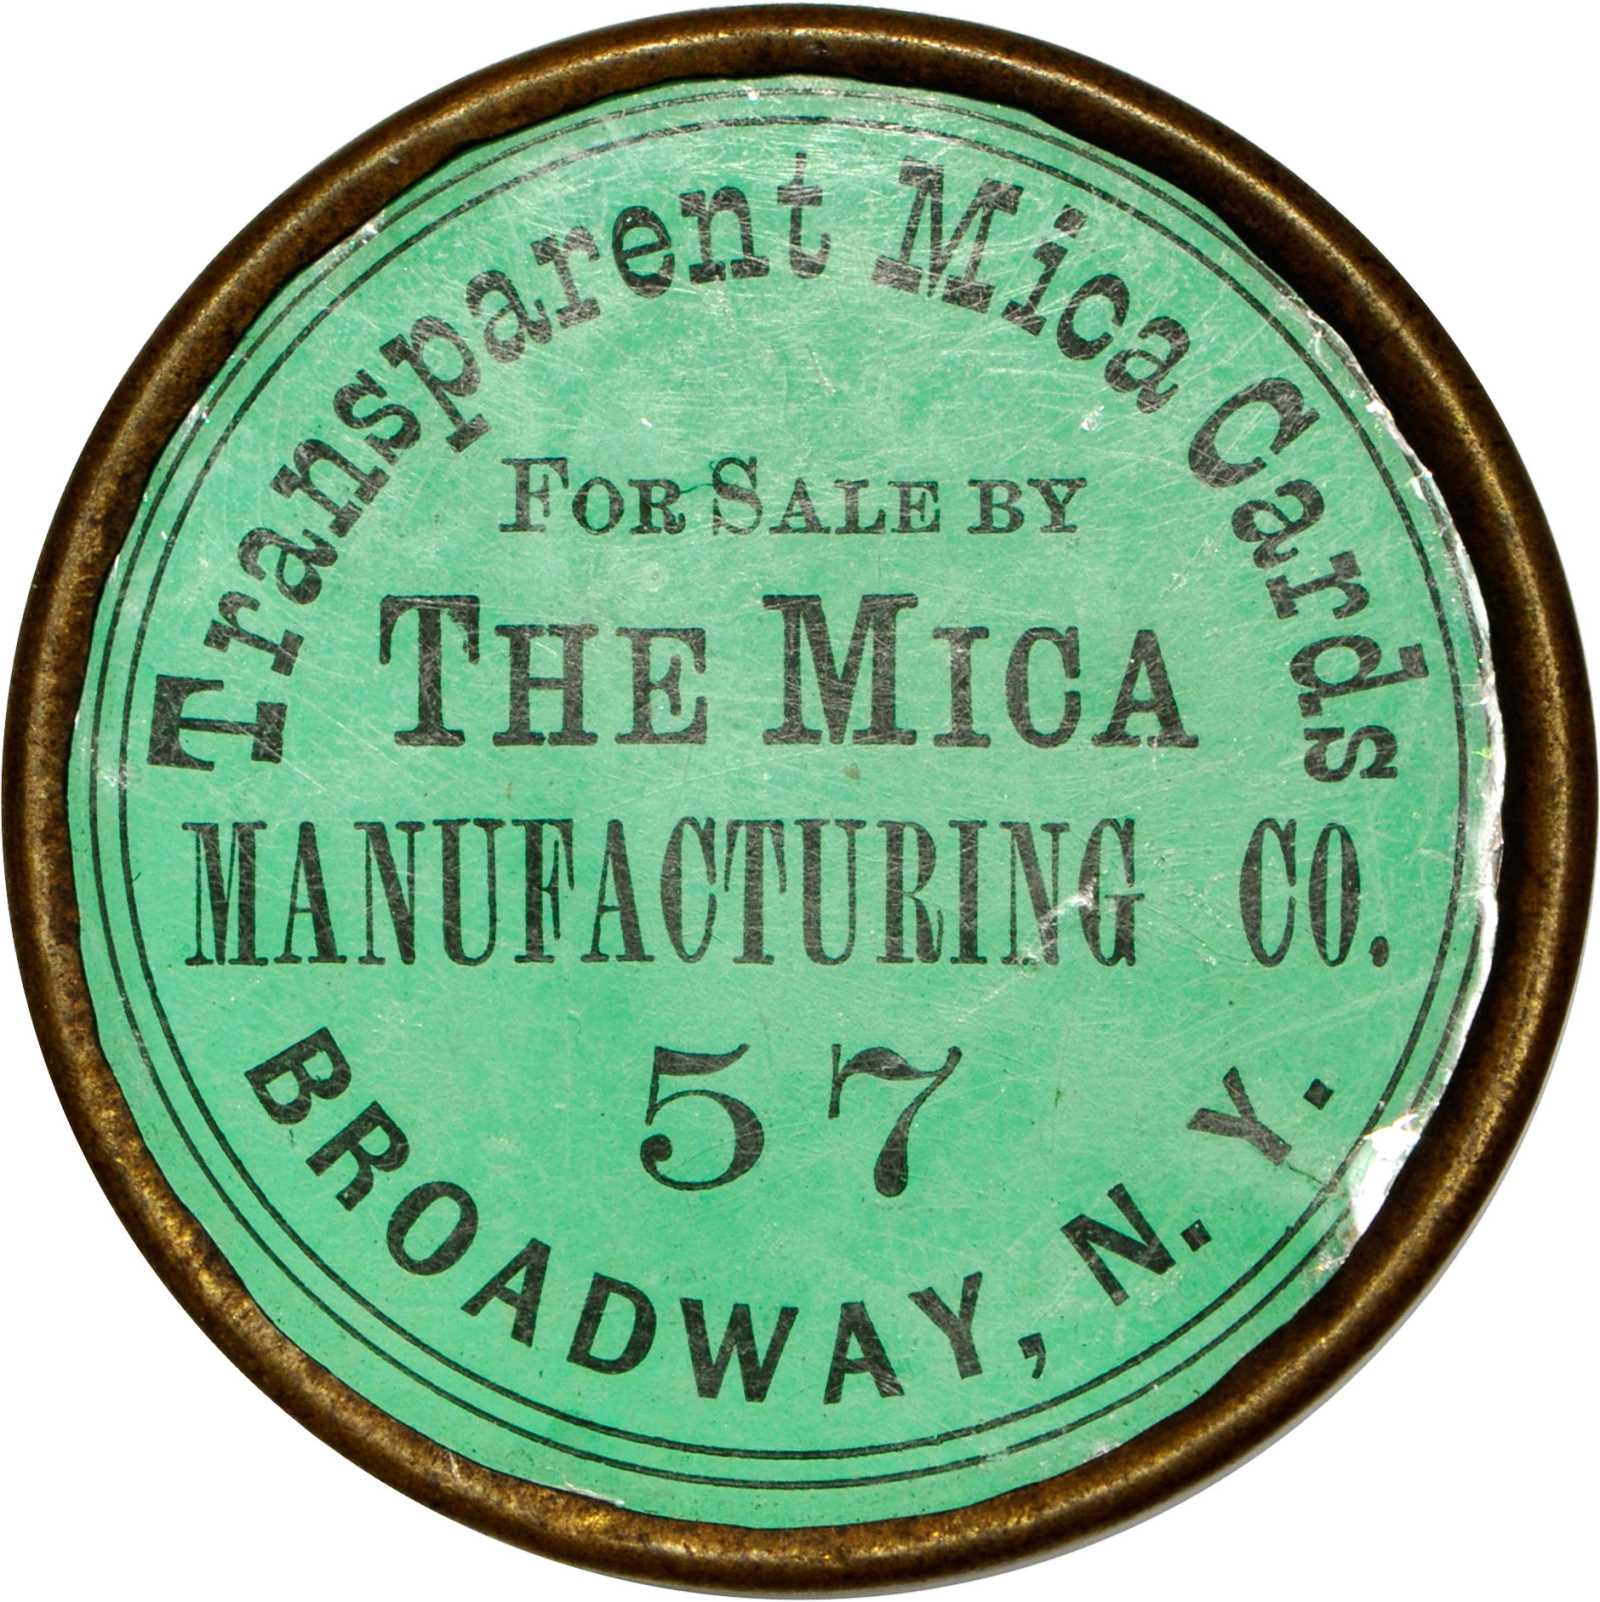 Transparent Mica Cards
FOR SALE BY
THE MICA
MANUFACTURING CO.
57
BROADWAY, N. Y.